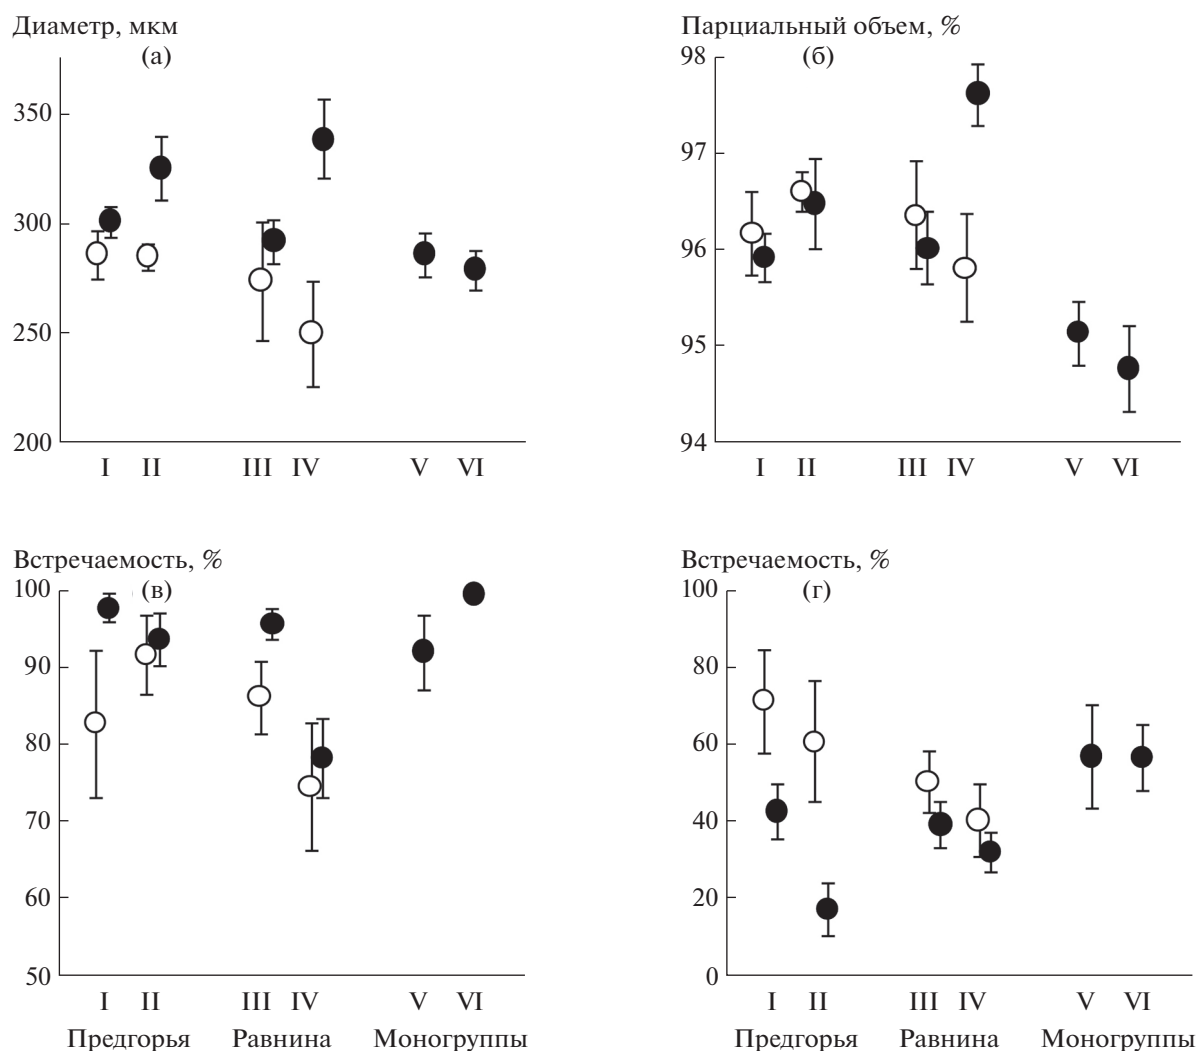 Диаметр, мкм
(а)
350
300
250
200
I II III IV V VI
Парциальный объем, %
(б)
98
97
96
95
94
I II III IV V VI
Встречаемость, %
(в)
100
90
80
70
60
50
I II III IV V VI
Предгорья Равнина Моногруппы
Встречаемость, %
(г)
100
80
60
40
20
0
I II III IV V VI
Предгорья Равнина Моногруппы